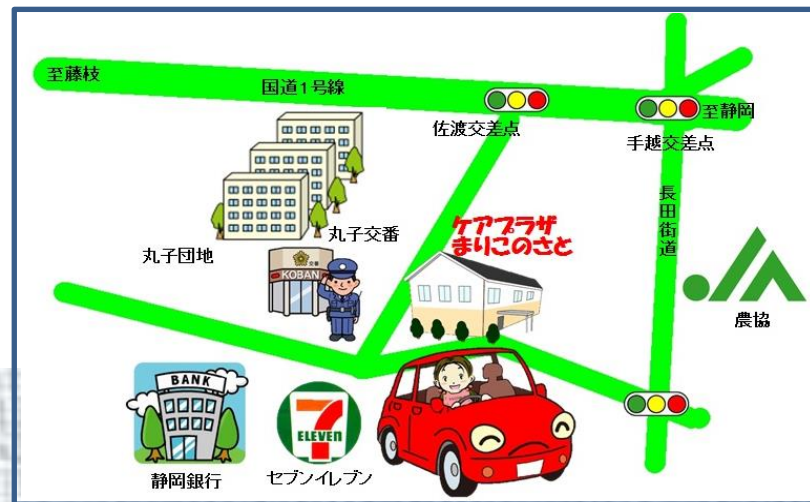 至藤枝
国道1号線
至静岡
佐渡交差点
手越交差点
長田街道
ケアプラザ
まりこのさと
丸子団地
丸子交番
KOBAN
交番
農協
BANK
静岡銀行
7
ELEVEN
セブンイレブン